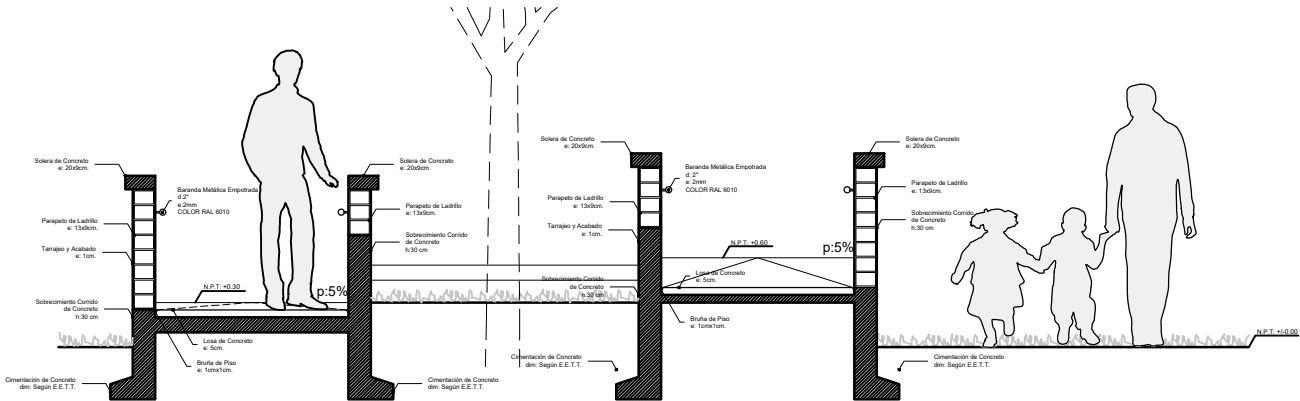 Solera de Concreto
e: 20x9cm.
Baranda Metálica Empotrada
d:2"
e:2mm
COLOR RAL 6010
Parapeto de Ladrillo
e: 13x9cm.
Tarrajeo y Acabado
e: 1cm.
N.P.T: +0.30
p:5%
Sobrecimiento Corrido
de Concreto
h:30 cm
Losa de Concreto
e: 5cm.
Bruña de Piso
e: 1cmx1cm.
Cimentación de Concreto
dim: Según E.E.T.T.
Solera de Concreto
e: 20x9cm.
Parapeto de Ladrillo
e: 13x9cm.
Sobrecimiento Corrido
de Concreto
h:30 cm
Cimentación de Concreto
dim: Según E.E.T.T.
Solera de Concreto
e: 20x9cm.
Baranda Metálica Empotrada
d: 2"
e: 2mm
COLOR RAL 6010
Parapeto de Ladrillo
e: 13x9cm.
Tarrajeo y Acabado
e: 1cm.
N.P.T: +0.60
p:5%
Sobrecimiento Corrido
de Concreto
h:30 cm
Losa de Concreto
e: 5cm.
Bruña de Piso
e: 1cmx1cm.
Cimentación de Concreto
dim: Según E.E.T.T.
Solera de Concreto
e: 20x9cm.
Parapeto de Ladrillo
e: 13x9cm.
Sobrecimiento Corrido
de Concreto
h:30 cm
Cimentación de Concreto
dim: Según E.E.T.T.
N.P.T: +/-0.00